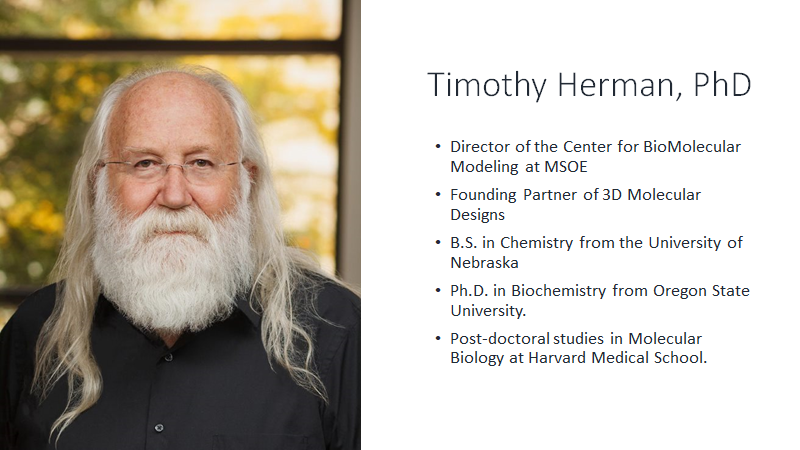 Timothy Herman, PhD
• Director of the Center for BioMolecular
Modeling at MSOE
• Founding Partner of 3D Molecular
Designs
• B.S. in Chemistry from the University of
Nebraska
• Ph.D. in Biochemistry from Oregon State
University.
• Post-doctoral studies in Molecular
Biology at Harvard Medical School.